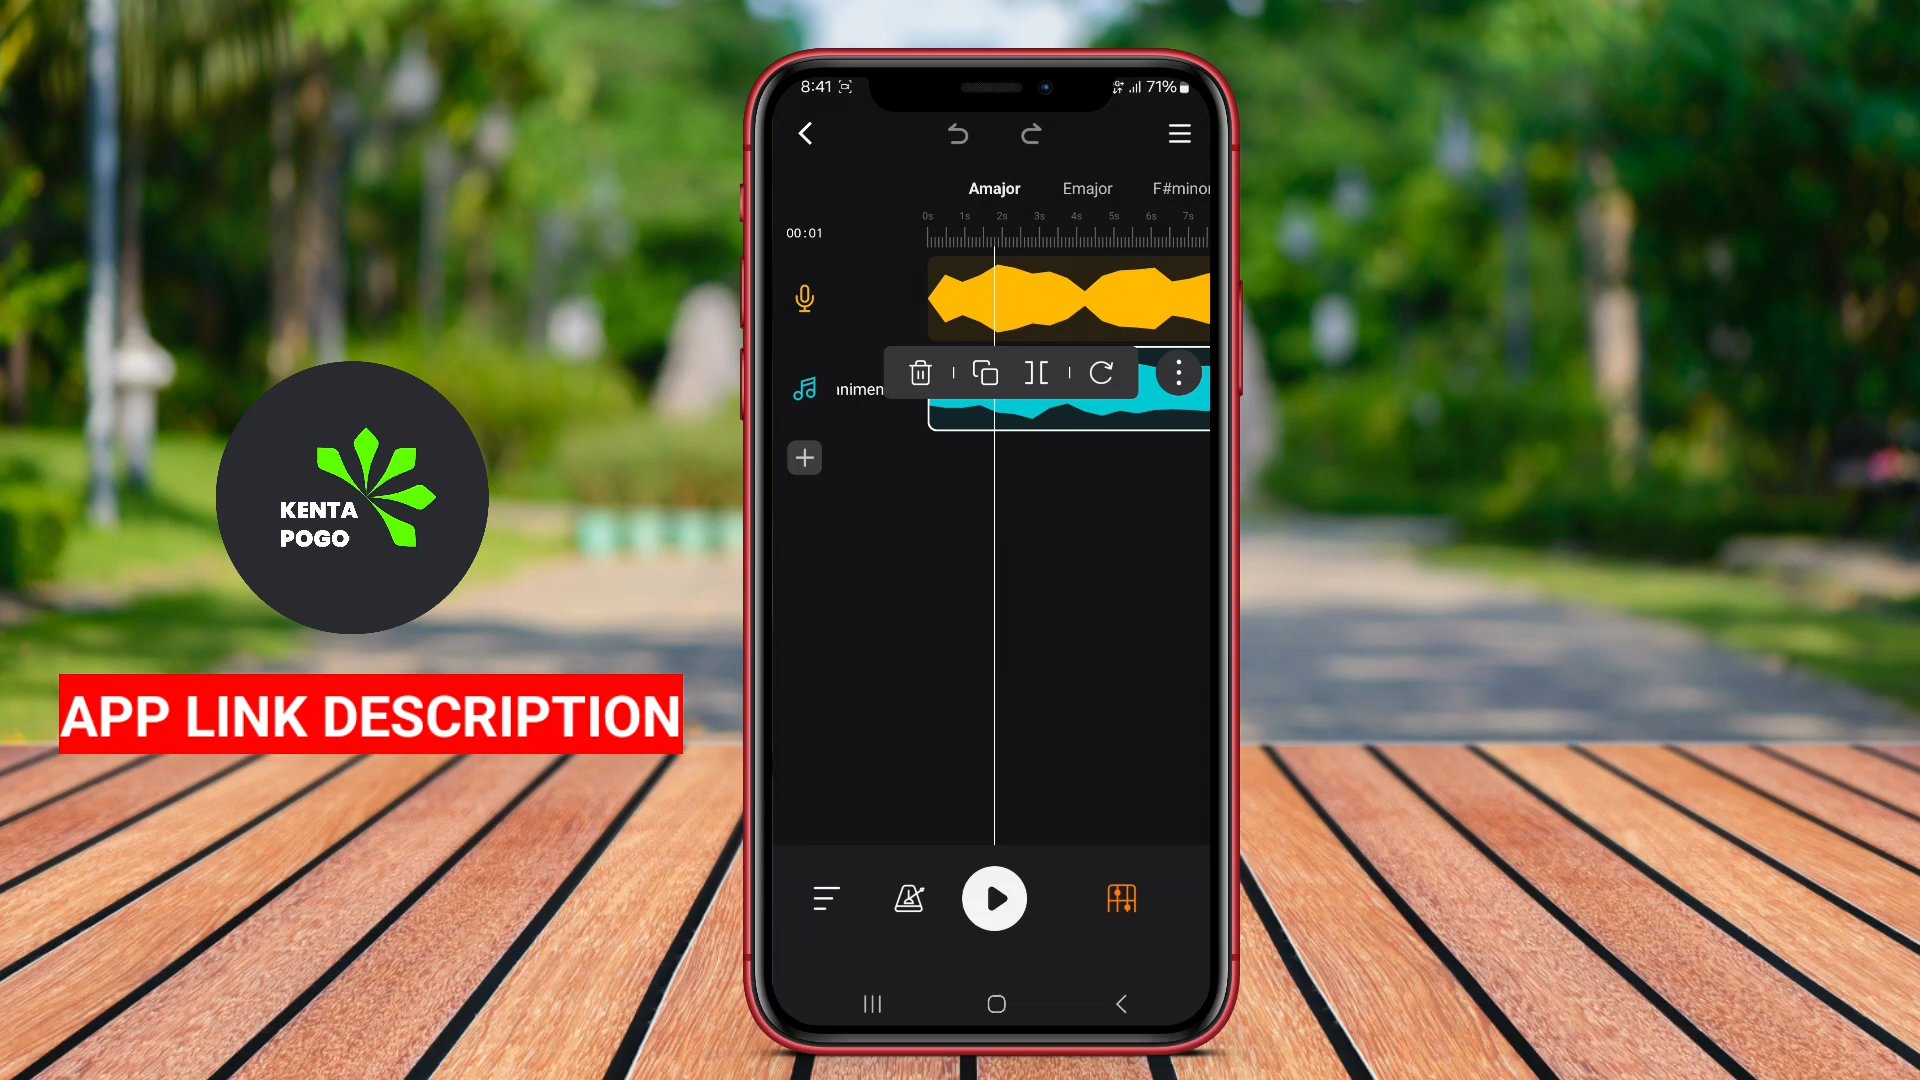 8:41
71%
Amajor Emajor F#minor
0s 1s 2s 3s 4s 5s 6s 7s
00:01
animen
KENTA
POGO
APP LINK DESCRIPTION